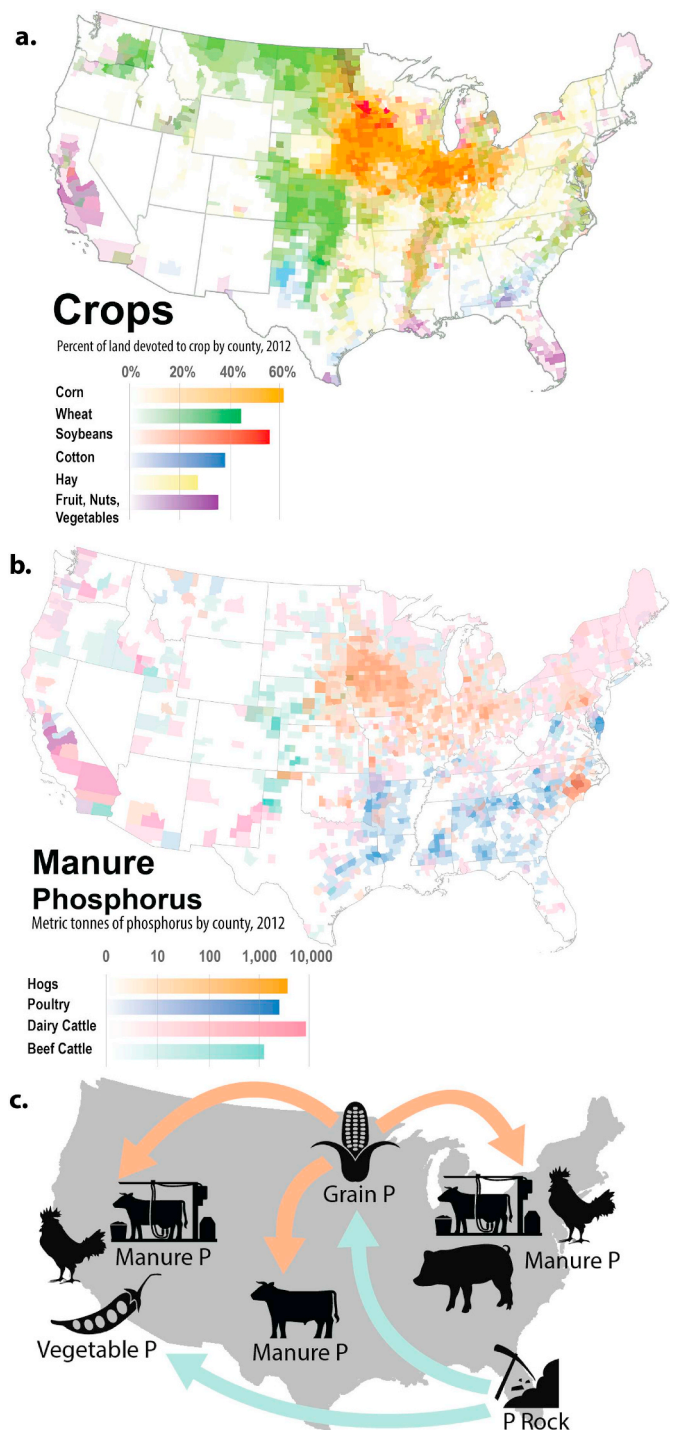 a.
Crops
Percent of land devoted to crop by county, 2012
0% 20% 40% 60%
Corn
Wheat
Soybeans
Cotton
Hay
Fruit, Nuts,
Vegetables
b.
Manure
Phosphorus
Metric tonnes of phosphorus by county, 2012
0 10 100 1,000 10,000
Hogs
Poultry
Dairy Cattle
Beef Cattle
c.
Grain P
Manure P
Manure P
Vegetable P
Manure P
P Rock